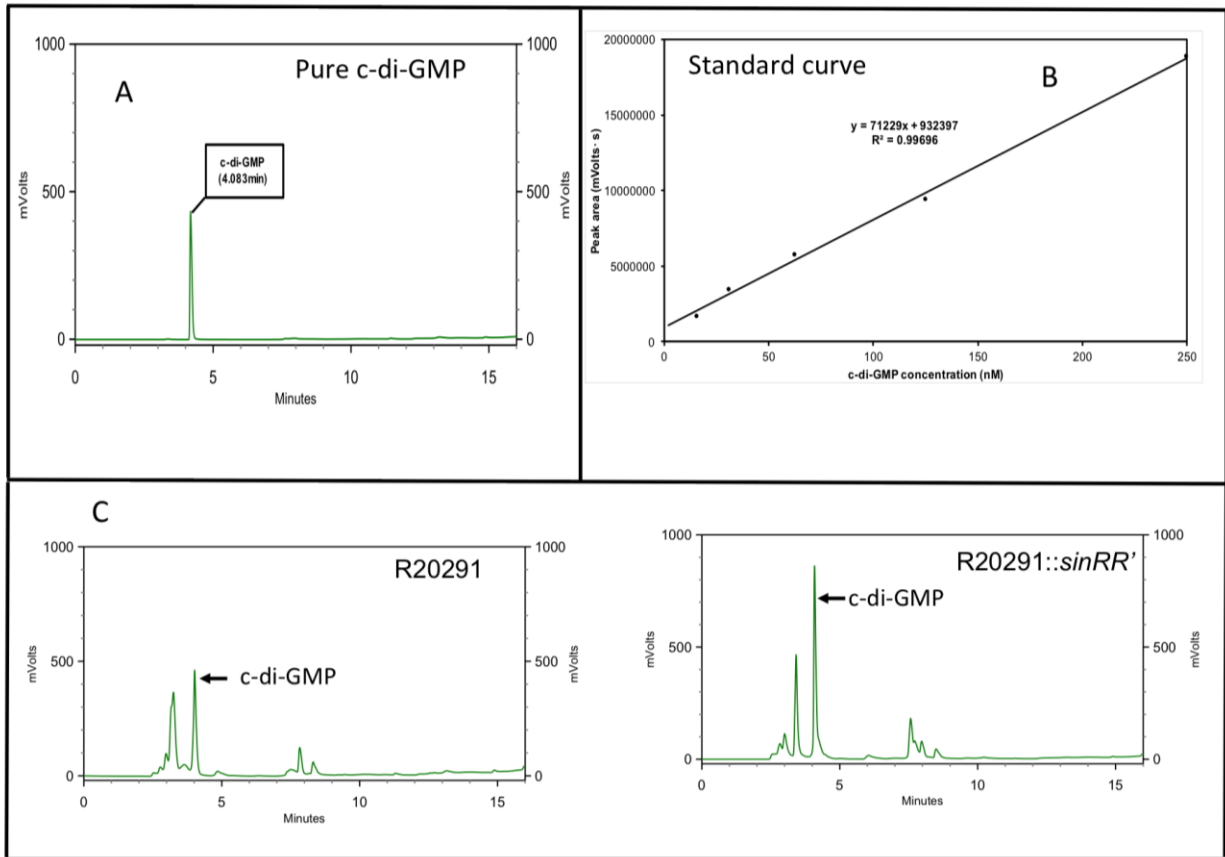 A
Pure c-di-GMP
1000
500
0
mVolts
c-di-GMP
(4.083min)
1000
500
0
mVolts
0
5
10
15
Minutes
Standard curve
B
y = 71229x + 932397
R² = 0.99696
20000000
15000000
10000000
5000000
0
Peak area (mVolts· s)
0
50
100
150
200
250
c-di-GMP concentration (nM)
C
R20291
1000
500
0
mVolts
c-di-GMP
1000
500
0
mVolts
0
5
10
15
Minutes
R20291::sinRR’
1000
500
0
mVolts
c-di-GMP
1000
500
0
mVolts
0
5
10
15
Minutes